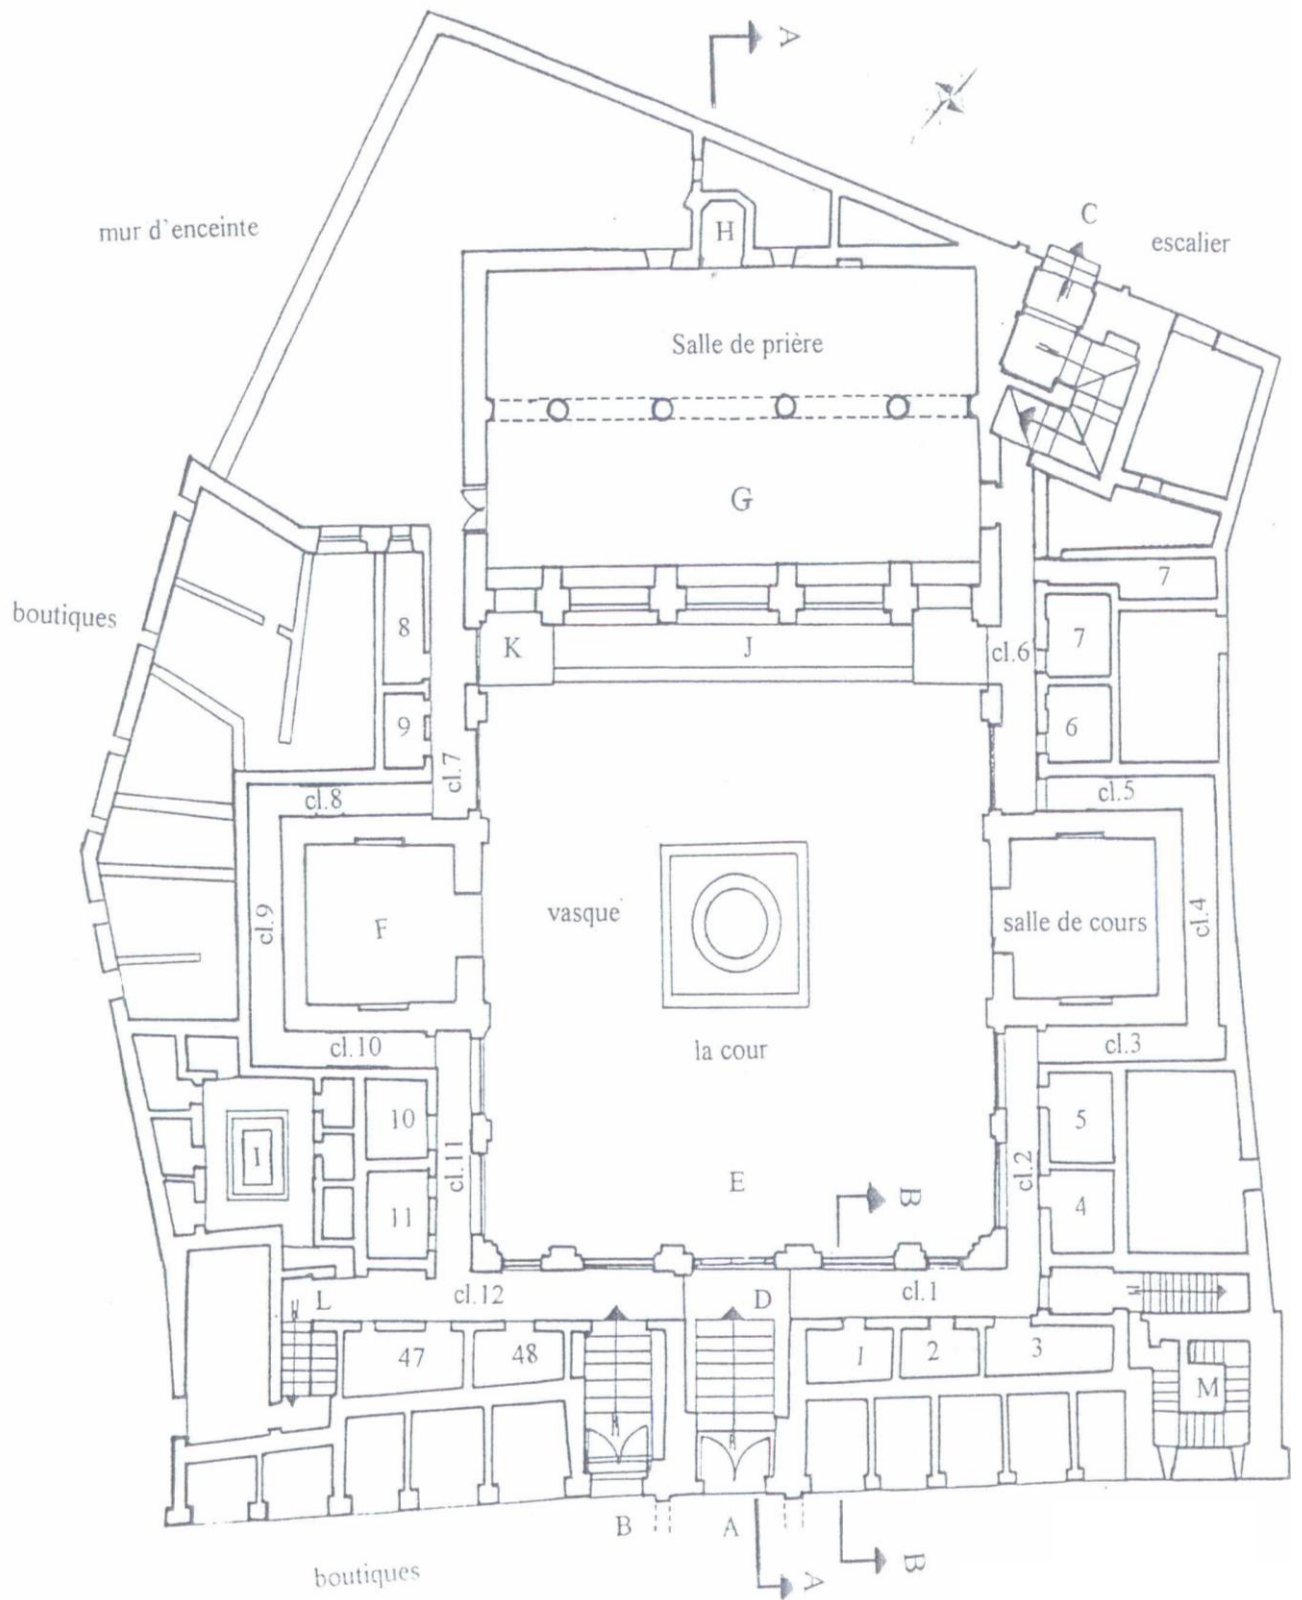 A
C
mur d'enceinte
escalier
H
Salle de prière
G
7
boutiques
8
K
J
cl.6
7
9
6
cl.7
cl.8
cl.5
cl.9
F
vasque
salle de cours
cl.4
la cour
cl.10
cl.3
10
5
I
cl.11
E
cl.2
B
11
4
L
cl.12
D
cl.1
47
48
1
2
3
M
B
A
B
A
boutiques